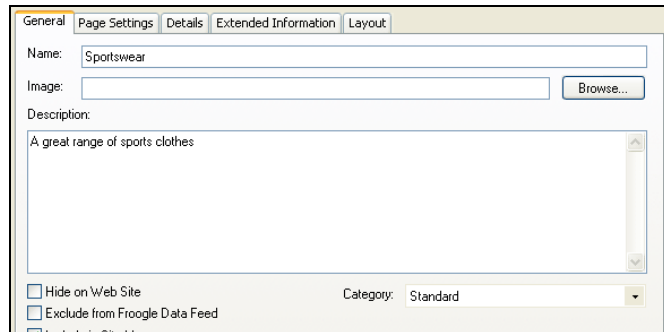 General Page Settings Details Extended Information Layout
Name: Sportswear
Image: Browse...
Description:
A great range of sports clothes
Hide on Web Site
Category: Standard
Exclude from Froogle Data Feed